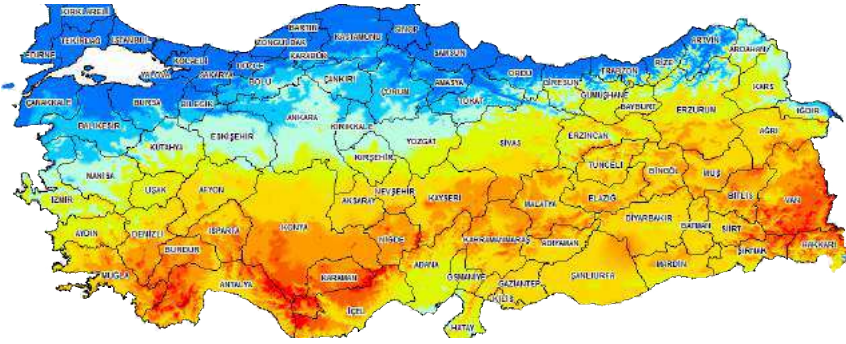 KIRKLARELİ
EDİRNE
TEKİRDAĞ
İSTANBUL
KOCAELİ
YALOVA
SAKARYA
DÜZCE
ZONGULDAK
BARTIN
KARABÜK
KASTAMONU
SİNOP
SAMSUN
ORDU
GİRESUN
TRABZON
RİZE
ARTVİN
ARDAHAN
ÇANAKKALE
BURSA
BİLECİK
BOLU
ÇANKIRI
ÇORUM
AMASYA
TOKAT
GÜMÜŞHANE
BAYBURT
ERZURUM
KARS
IĞDIR
BALIKESİR
KÜTAHYA
ESKİŞEHİR
ANKARA
KIRIKKALE
YOZGAT
SİVAS
ERZİNCAN
AĞRI
MANİSA
KIRŞEHİR
TUNCELİ
BİNGÖL
MUŞ
İZMİR
UŞAK
AFYON
AKSARAY
NEVŞEHİR
KAYSERİ
MALATYA
ELAZIĞ
BİTLİS
VAN
AYDIN
DENİZLİ
ISPARTA
KONYA
NİĞDE
KAHRAMANMARAŞ
ADIYAMAN
DİYARBAKIR
BATMAN
SİİRT
HAKKARİ
BURDUR
MUĞLA
ANTALYA
KARAMAN
İÇEL
ADANA
OSMANİYE
GAZİANTEP
KİLİS
ŞANLIURFA
MARDİN
ŞIRNAK
HATAY